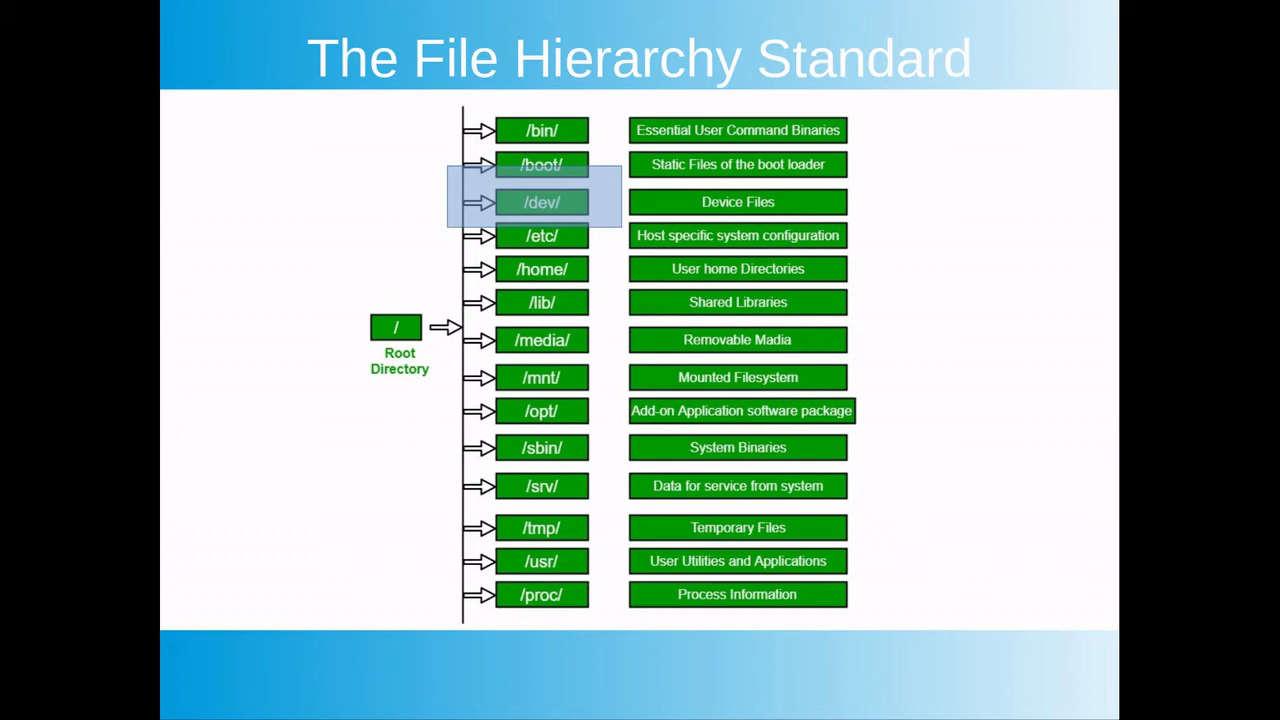 The File Hierarchy Standard
/bin/ Essential User Command Binaries
/boot/ Static Files of the boot loader
/dev/ Device Files
/etc/ Host specific system configuration
/home/ User home Directories
/lib/ Shared Libraries
/
Root
Directory
/media/ Removable Madia
/mnt/ Mounted Filesystem
/opt/ Add-on Application software package
/sbin/ System Binaries
/srv/ Data for service from system
/tmp/ Temporary Files
/usr/ User Utilities and Applications
/proc/ Process Information